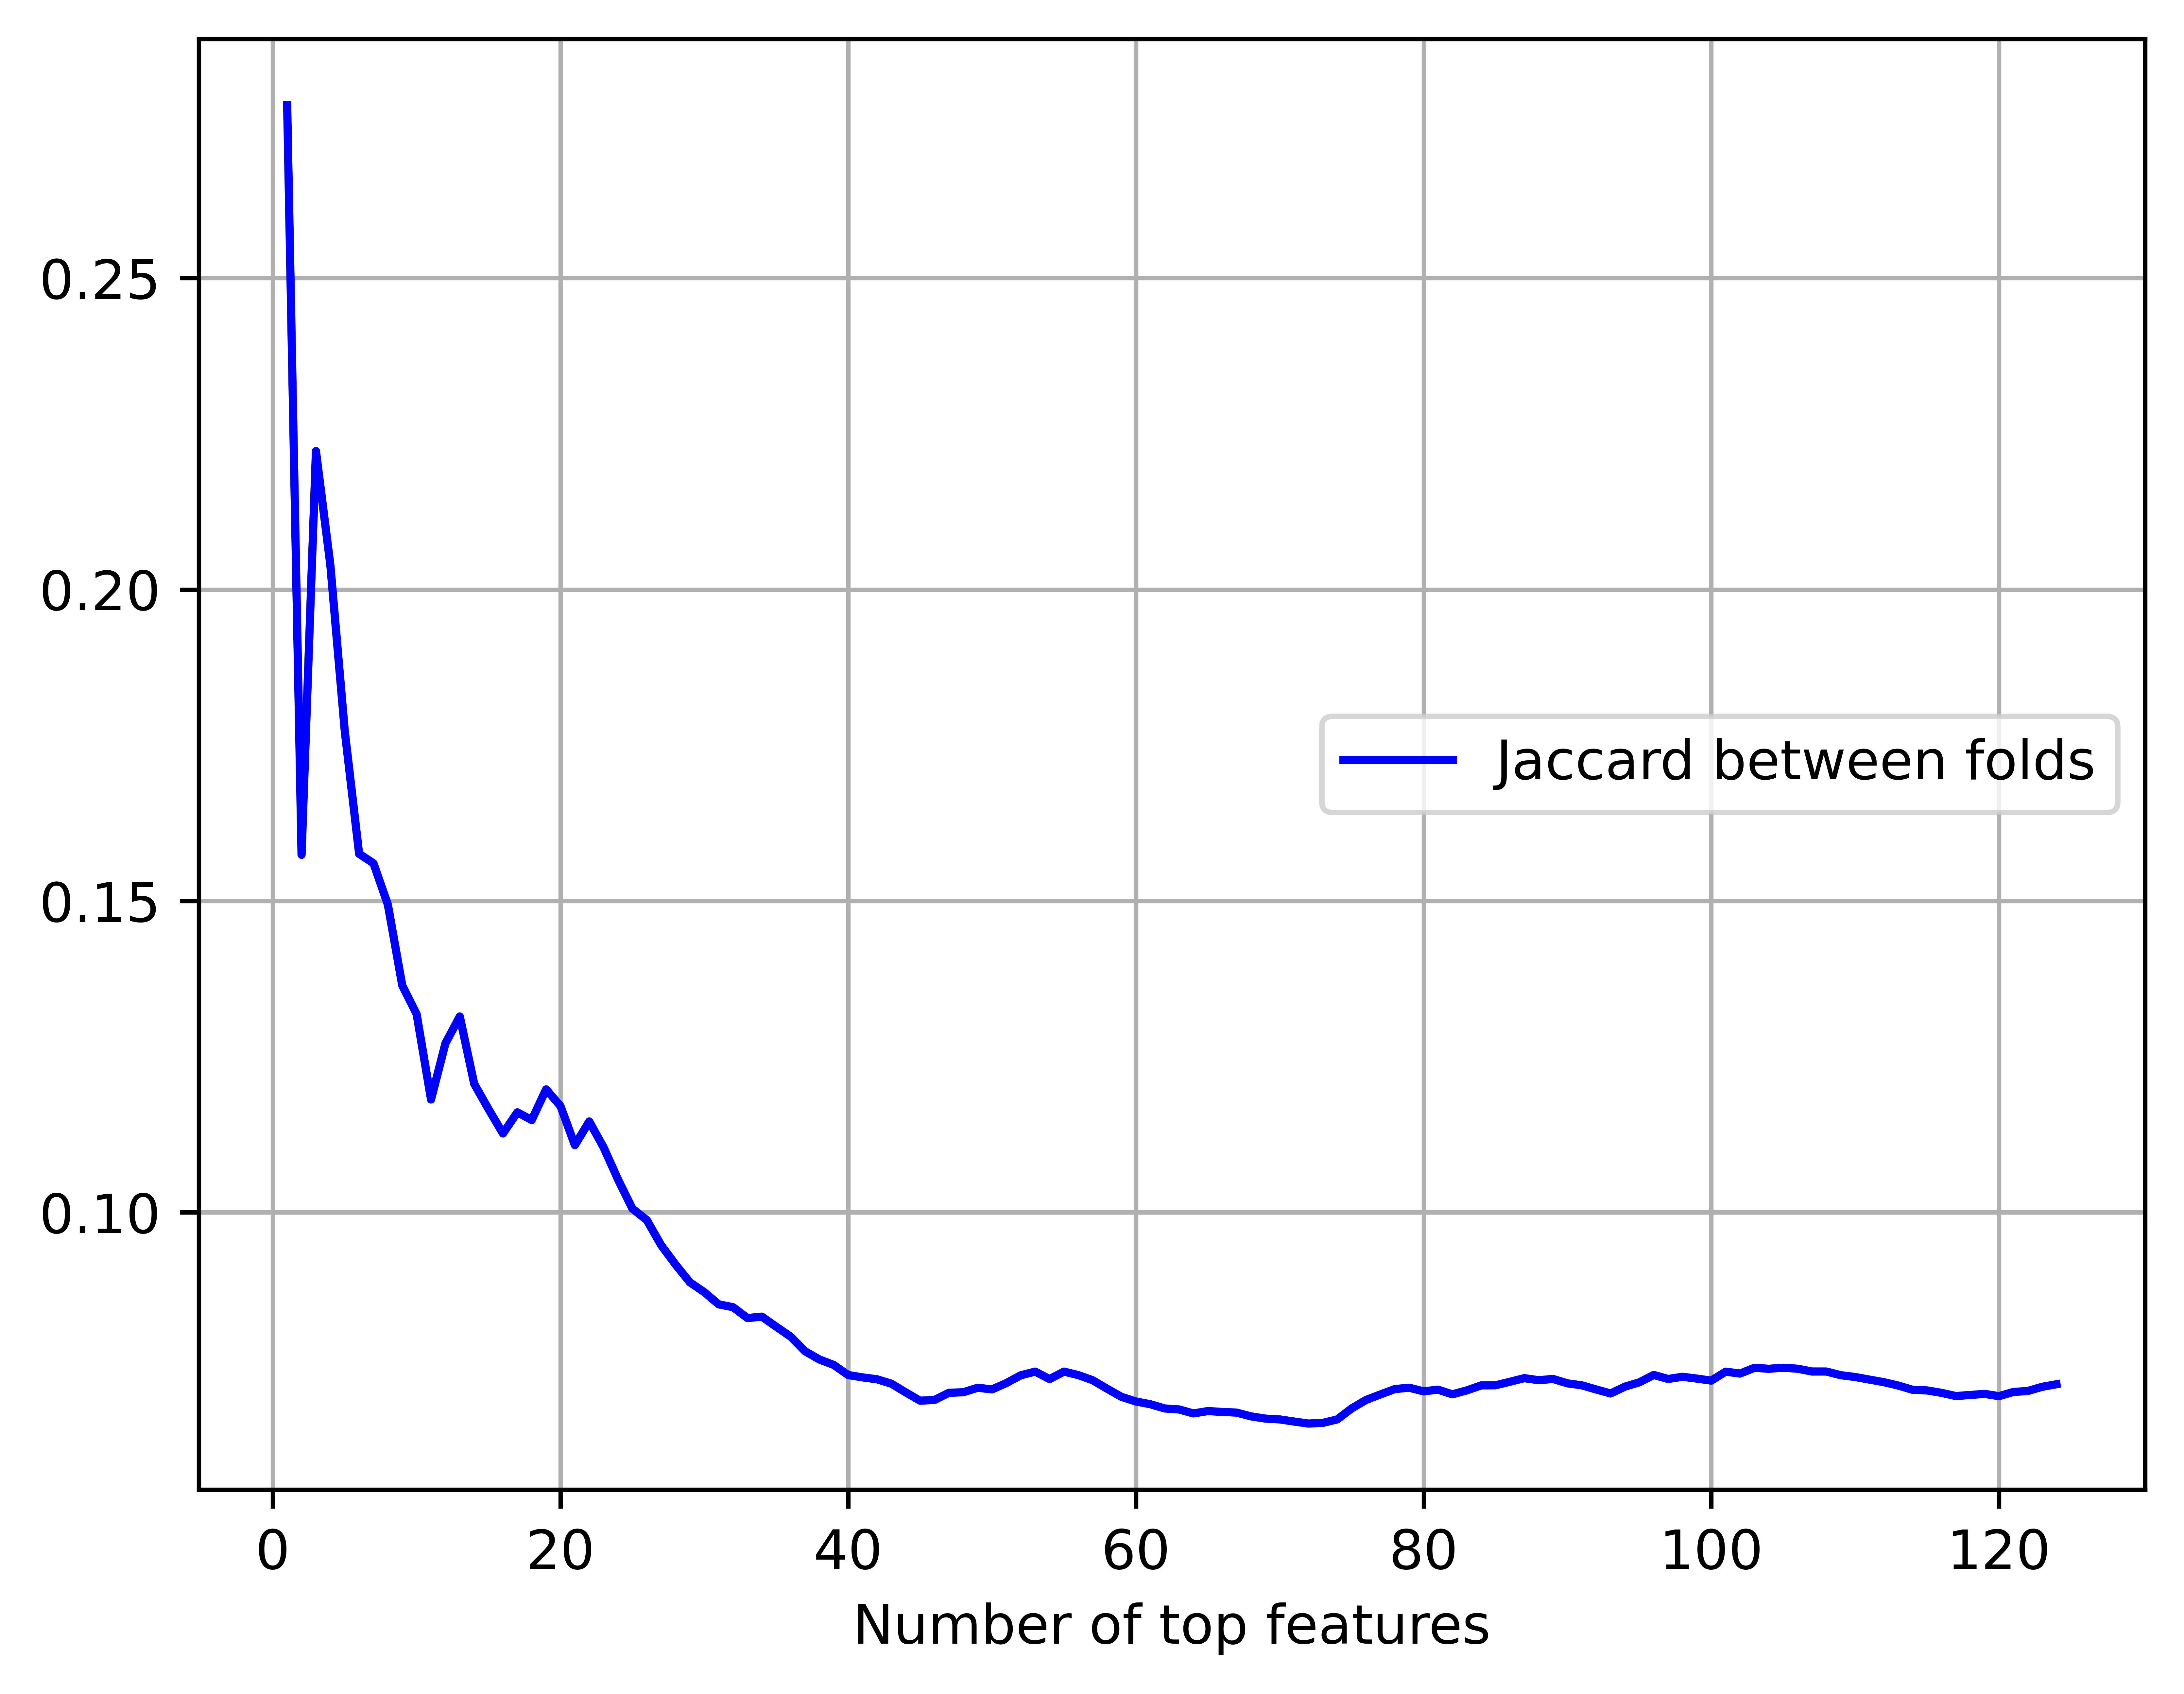 0.25
0.20
0.15
0.10
Jaccard between folds
0 20 40 60 80 100 120
Number of top features